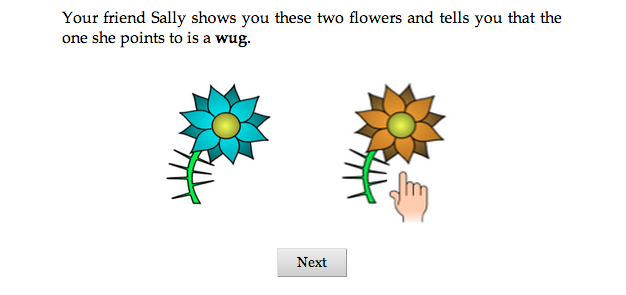 Your friend Sally shows you these two flowers and tells you that the
one she points to is a wug.
Next